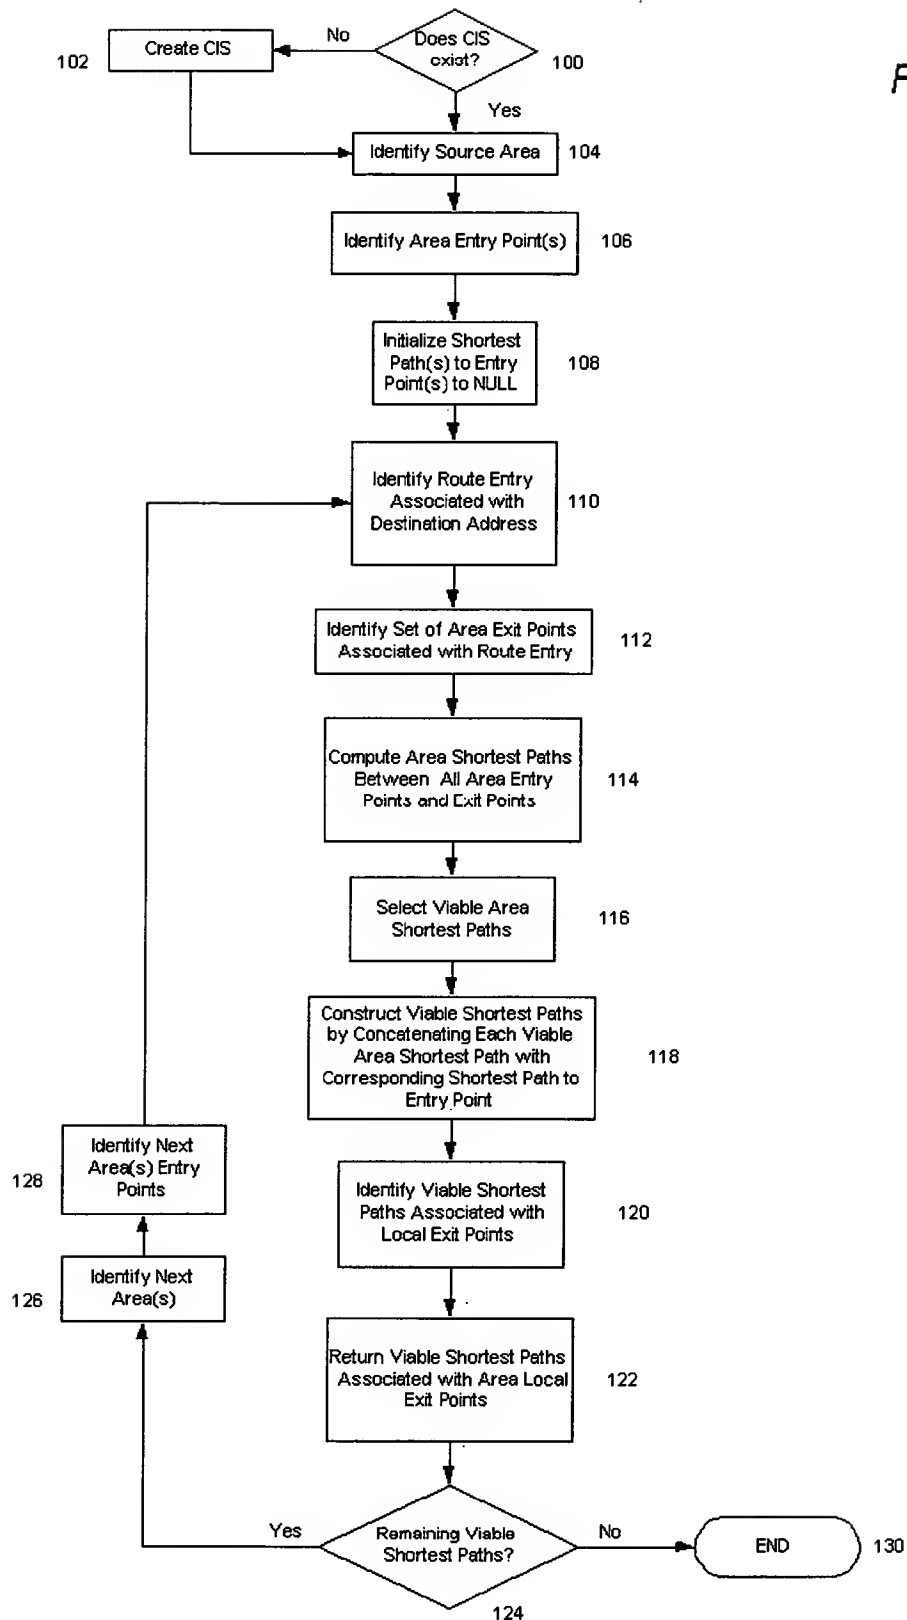 Does CIS
exist?
100
No
Create CIS
102
Yes
Identify Source Area
104
Identify Area Entry Point(s)
106
Initialize Shortest
Path(s) to Entry
Point(s) to NULL
108
Identify Route Entry
Associated with
Destination Address
110
Identify Set of Area Exit Points
Associated with Route Entry
112
Compute Area Shortest Paths
Between All Area Entry
Points and Exit Points
114
Select Viable Area
Shortest Paths
116
Construct Viable Shortest Paths
by Concatenating Each Viable
Area Shortest Path with
Corresponding Shortest Path to
Entry Point
118
Identify Viable Shortest
Paths Associated with
Local Exit Points
120
Return Viable Shortest Paths
Associated with Area Local
Exit Points
122
Remaining Viable
Shortest Paths?
124
Yes
Identify Next
Area(s)
126
Identify Next
Area(s) Entry
Points
128
No
END
130